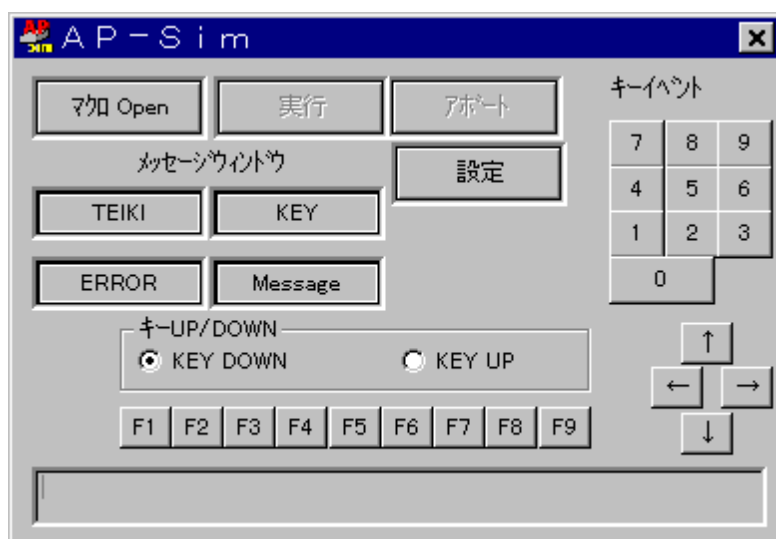 AP-Sim
ﾏｸﾛ Open
実行
ｱﾎﾞｰﾄ
ｷｰｲﾍﾞﾝﾄ
ﾒｯｾｰｼﾞｳｨﾝﾄﾞｳ
設定
TEIKI
KEY
ERROR
Message
7 8 9
4 5 6
1 2 3
0
ｷｰUP/DOWN
KEY DOWN
KEY UP
↑
← →
↓
F1 F2 F3 F4 F5 F6 F7 F8 F9